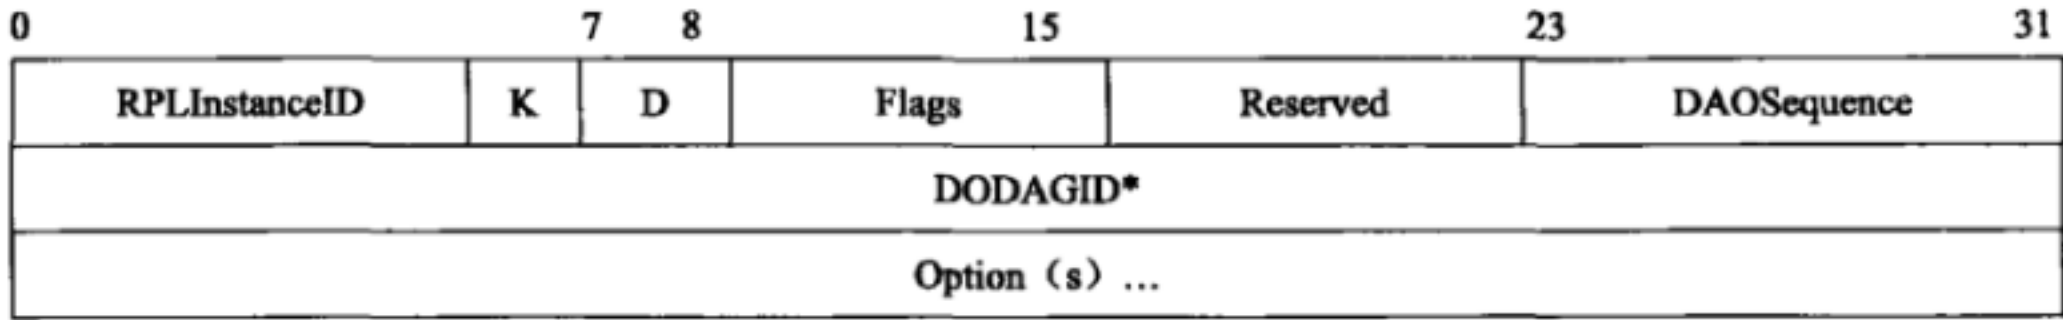 0 7 8 15 23 31
RPLInstanceID K D Flags Reserved DAOSequence
DODAGID*
Option（s）…